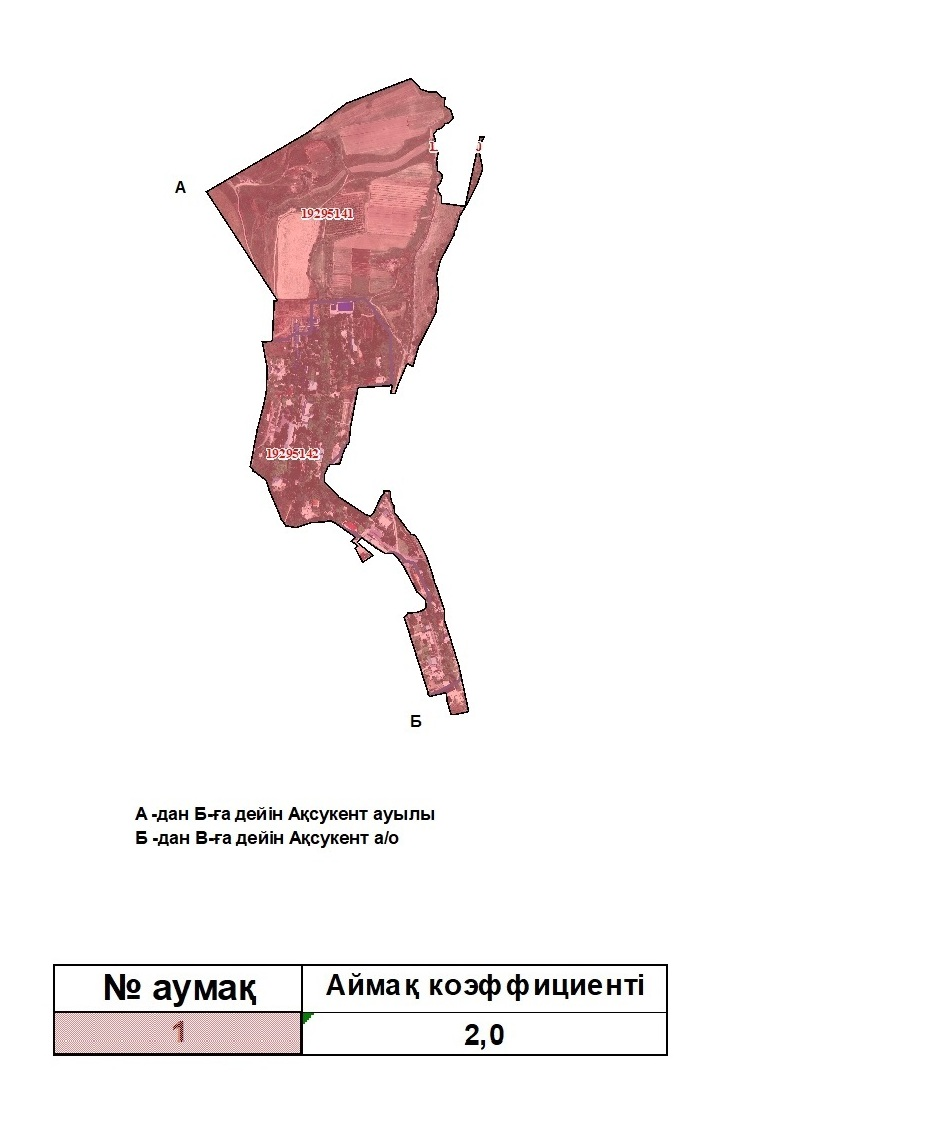 А
19295141
19295142
Б
А -дан Б-ға дейін Ақсукент ауылы
Б -дан В-ға дейін Ақсукент а/о
№ аумақ Аймақ коэффициенті
1 2,0